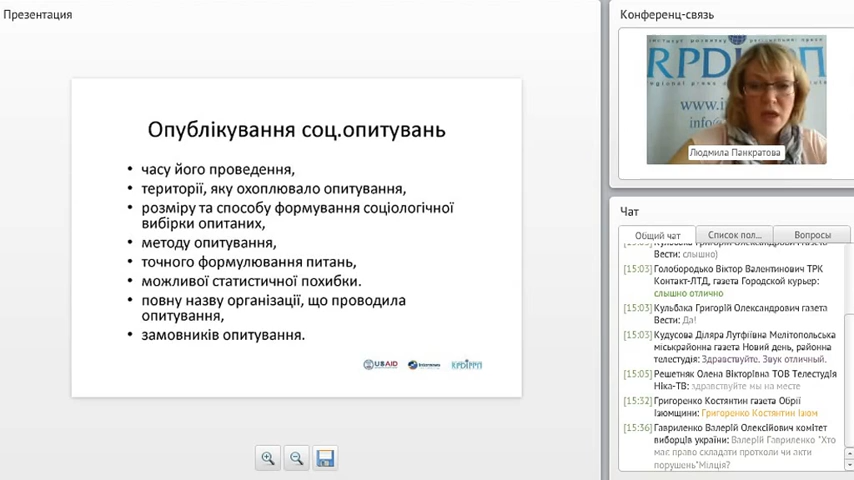 Презентация
Опублікування соц.опитувань
• часу його проведення,
• території, яку охоплювало опитування,
• розміру та способу формування соціологічної
вибірки опитаних,
• методу опитування,
• точного формулювання питань,
• можливої статистичної похибки.
• повну назву організації, що проводила
опитування,
• замовників опитування.
USAID
Internews
Конференц-связь
RPDI
www.i
info@
Людмила Панкратова
Чат
Общий чат
Список пол...
Вопросы
Вести: слышно)
[15:03] Голобородько Віктор Валентинович ТРК
Контакт-ЛТД, газета Городской курьер:
слышно отлично
[15:03] Кульбака Григорій Олександрович газета
Вести: Да!
[15:03] Кудусова Діляра Лутфіївна Мелітопольська
міськрайонна газета Новий день, районна
телестудія: Здравствуйте. Звук отличный.
[15:05] Решетняк Олена Вікторівна ТОВ Телестудія
Ніка-ТВ: здравствуйте мы на месте
[15:32] Григоренко Костянтин газета Обрії
Ізюмщини: Григоренко Костянтин Ізюм
[15:36] Гавриленко Валерій Олексійович комітет
виборців україни: Валерій Гавриленко "Хто
має право складати протколи чи акти
порушень"Міліція?